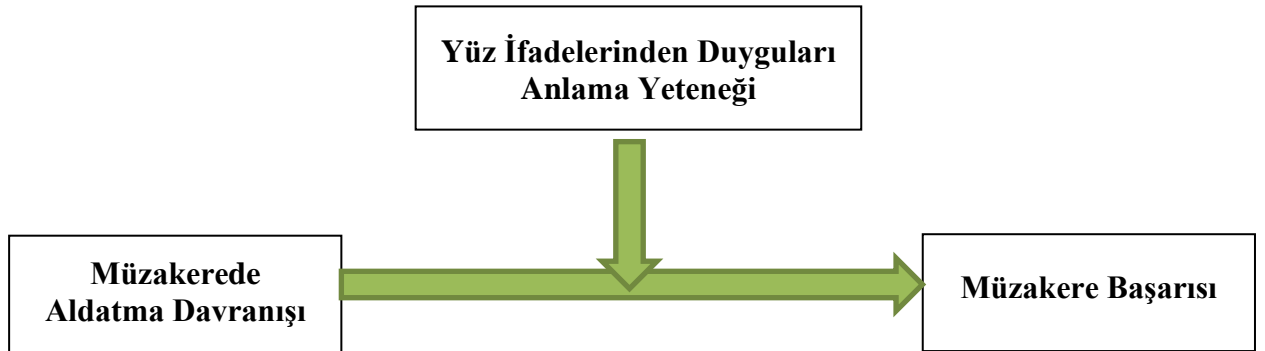 Yüz İfadelerinden Duyguları
Anlama Yeteneği
Müzakerede
Aldatma Davranışı
Müzakere Başarısı